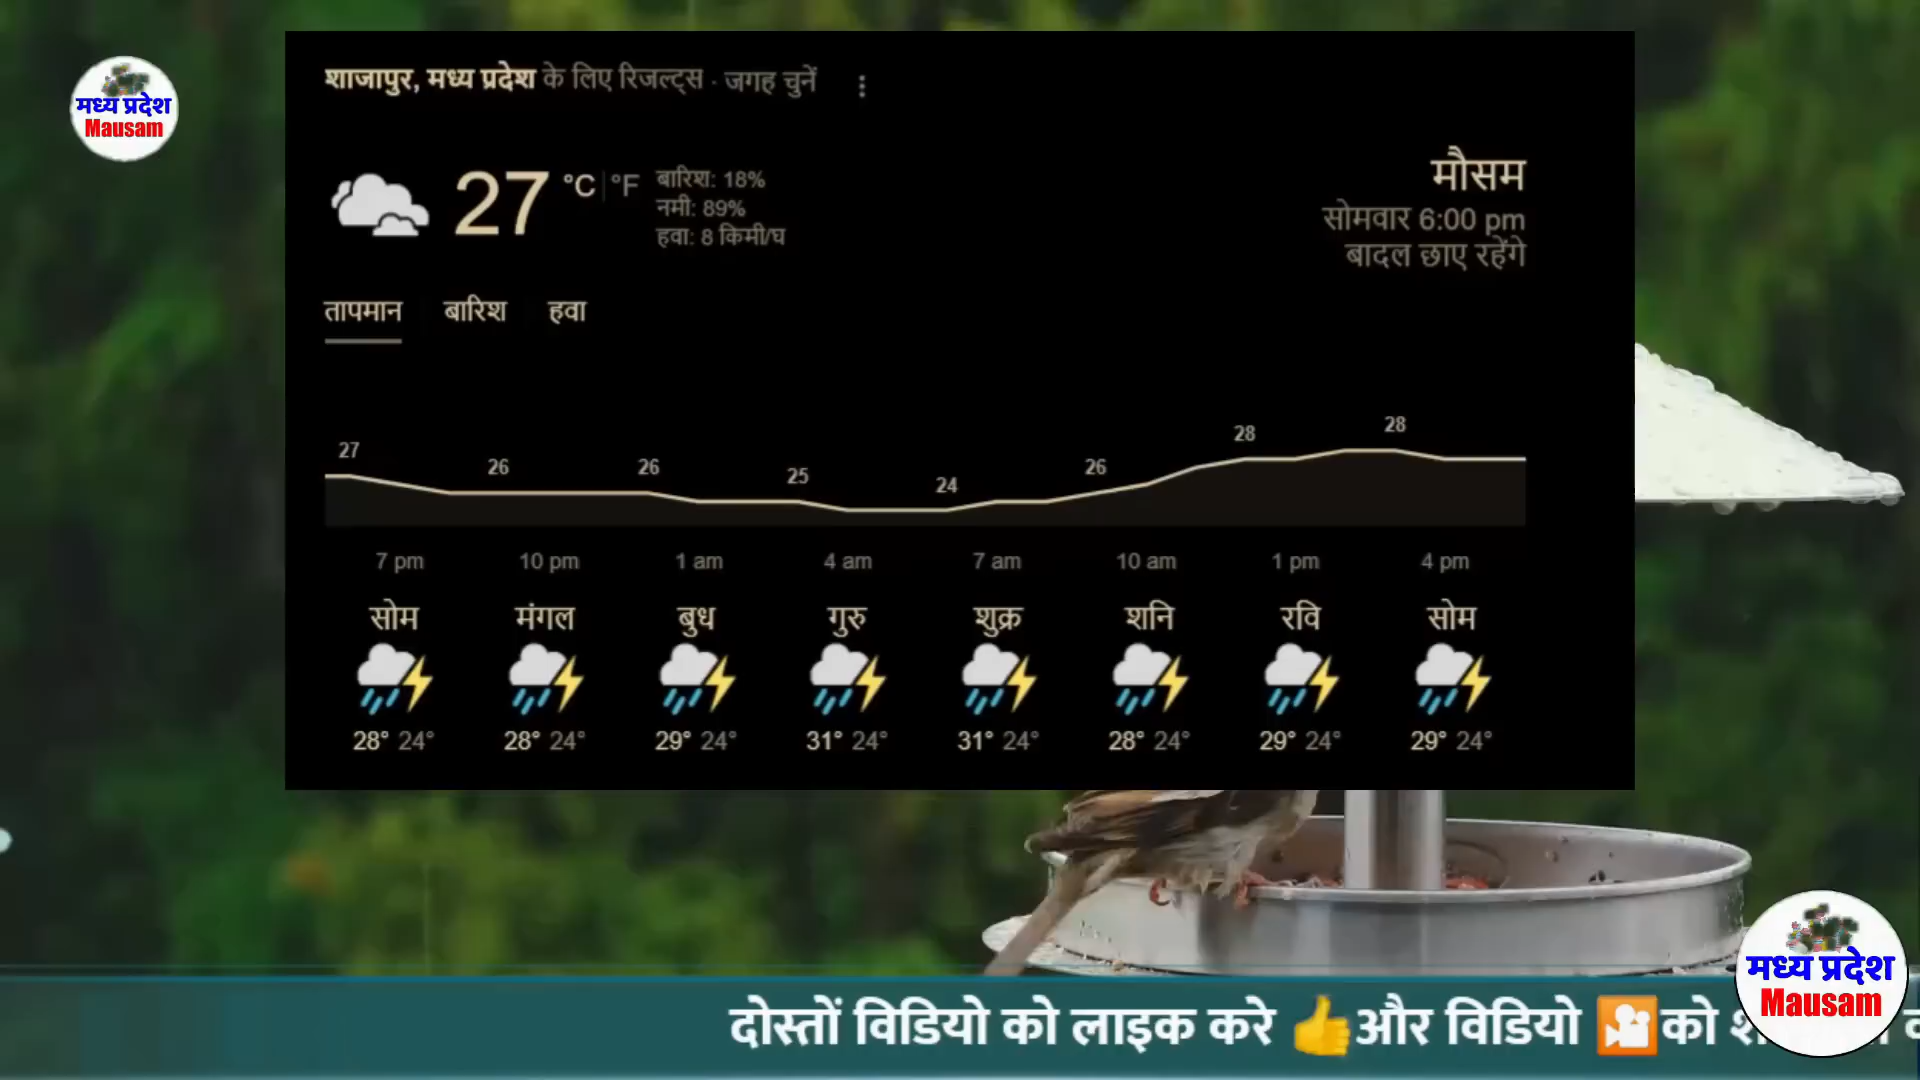 मध्य प्रदेश
Mausam
शाजापुर, मध्य प्रदेश के लिए रिजल्ट्स · जगह चुनें
27 °C | °F
बारिश: 18%
नमी: 89%
हवा: 8 किमी/घ
मौसम
सोमवार 6:00 pm
बादल छाए रहेंगे
तापमान बारिश हवा
27 26 26 25 24 26 28 28
7 pm 10 pm 1 am 4 am 7 am 10 am 1 pm 4 pm
सोम मंगल बुध गुरु शुक्र शनि रवि सोम
28° 24° 28° 24° 29° 24° 31° 24° 31° 24° 28° 24° 29° 24° 29° 24°
दोस्तों विडियो को लाइक करे 👍और विडियो 🎦को
मध्य प्रदेश
Mausam